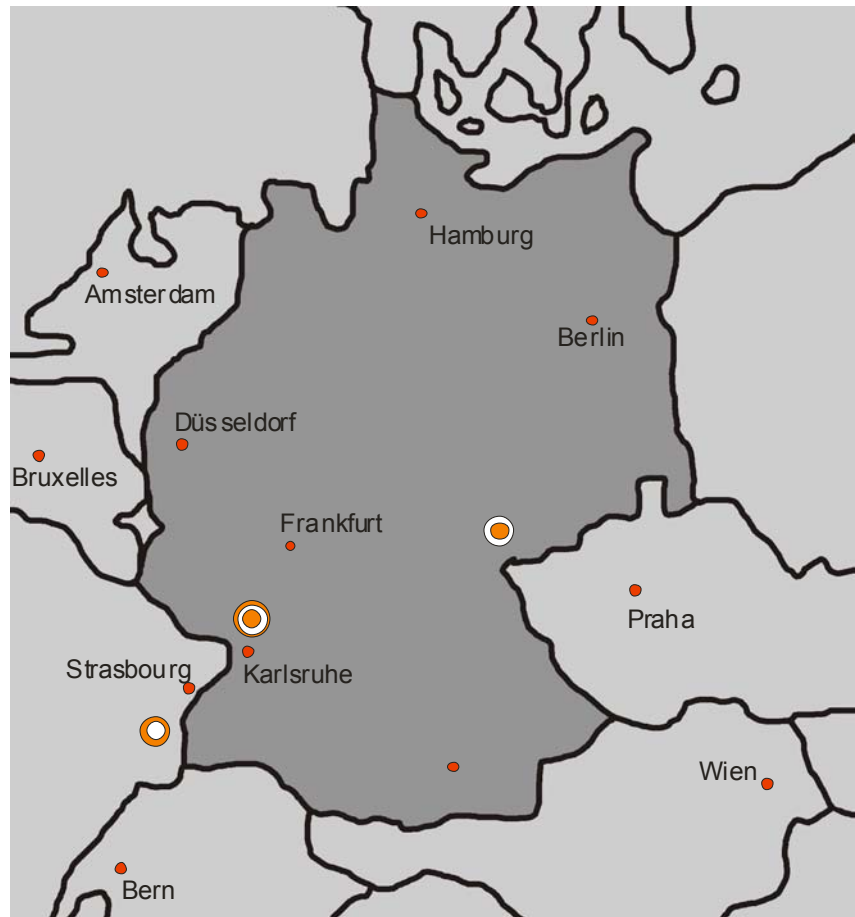 Hamburg
Amsterdam
Berlin
Düsseldorf
Bruxelles
Frankfurt
Praha
Strasbourg
Karlsruhe
Wien
Bern